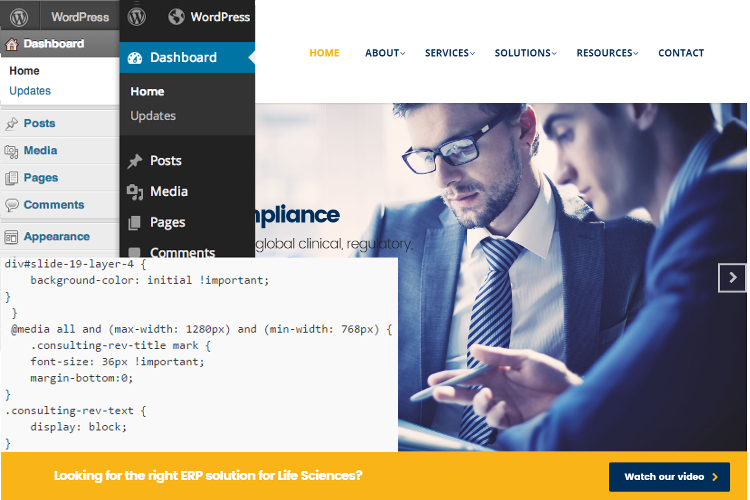 WordPress
Dashboard
Home
Updates
Posts
Media
Pages
Comments
Appearance
WordPress
Dashboard
Home
Updates
Posts
Media
Pages
Comments
HOME ABOUT SERVICES SOLUTIONS RESOURCES CONTACT
global clinical, regulatory,
div#slide-19-layer-4 {
background-color: initial !important;
}
}
@media all and (max-width: 1280px) and (min-width: 768px) {
.consulting-rev-title mark {
font-size: 36px !important;
margin-bottom:0;
}
.consulting-rev-text {
display: block;
}
Looking for the right ERP solution for Life Sciences?
Watch our video